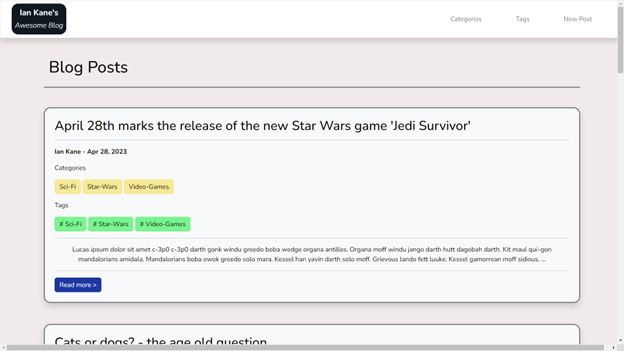 Ian Kane's
Awesome Blog
Categories
Tags
New Post
Blog Posts
April 28th marks the release of the new Star Wars game 'Jedi Survivor'
Ian Kane - Apr 28, 2023
Categories
Sci-Fi
Star-Wars
Video-Games
Tags
# Sci-Fi
# Star-Wars
# Video-Games
Lucas ipsum dolor sit amet c-3p0 c-3p0 darth gonk windu greedo boba wedge organa antilles. Organa moff windu jango darth hutt dagobah darth. Kit maul qui-gon
mandalorians amidala. Mandalorians boba ewok greedo solo mara. Kessel han yavin darth solo moff. Grievous lando fett luuke. Kessel gamorrean moff sidious. ...
Read more >
Cats or dogs? - the age old question